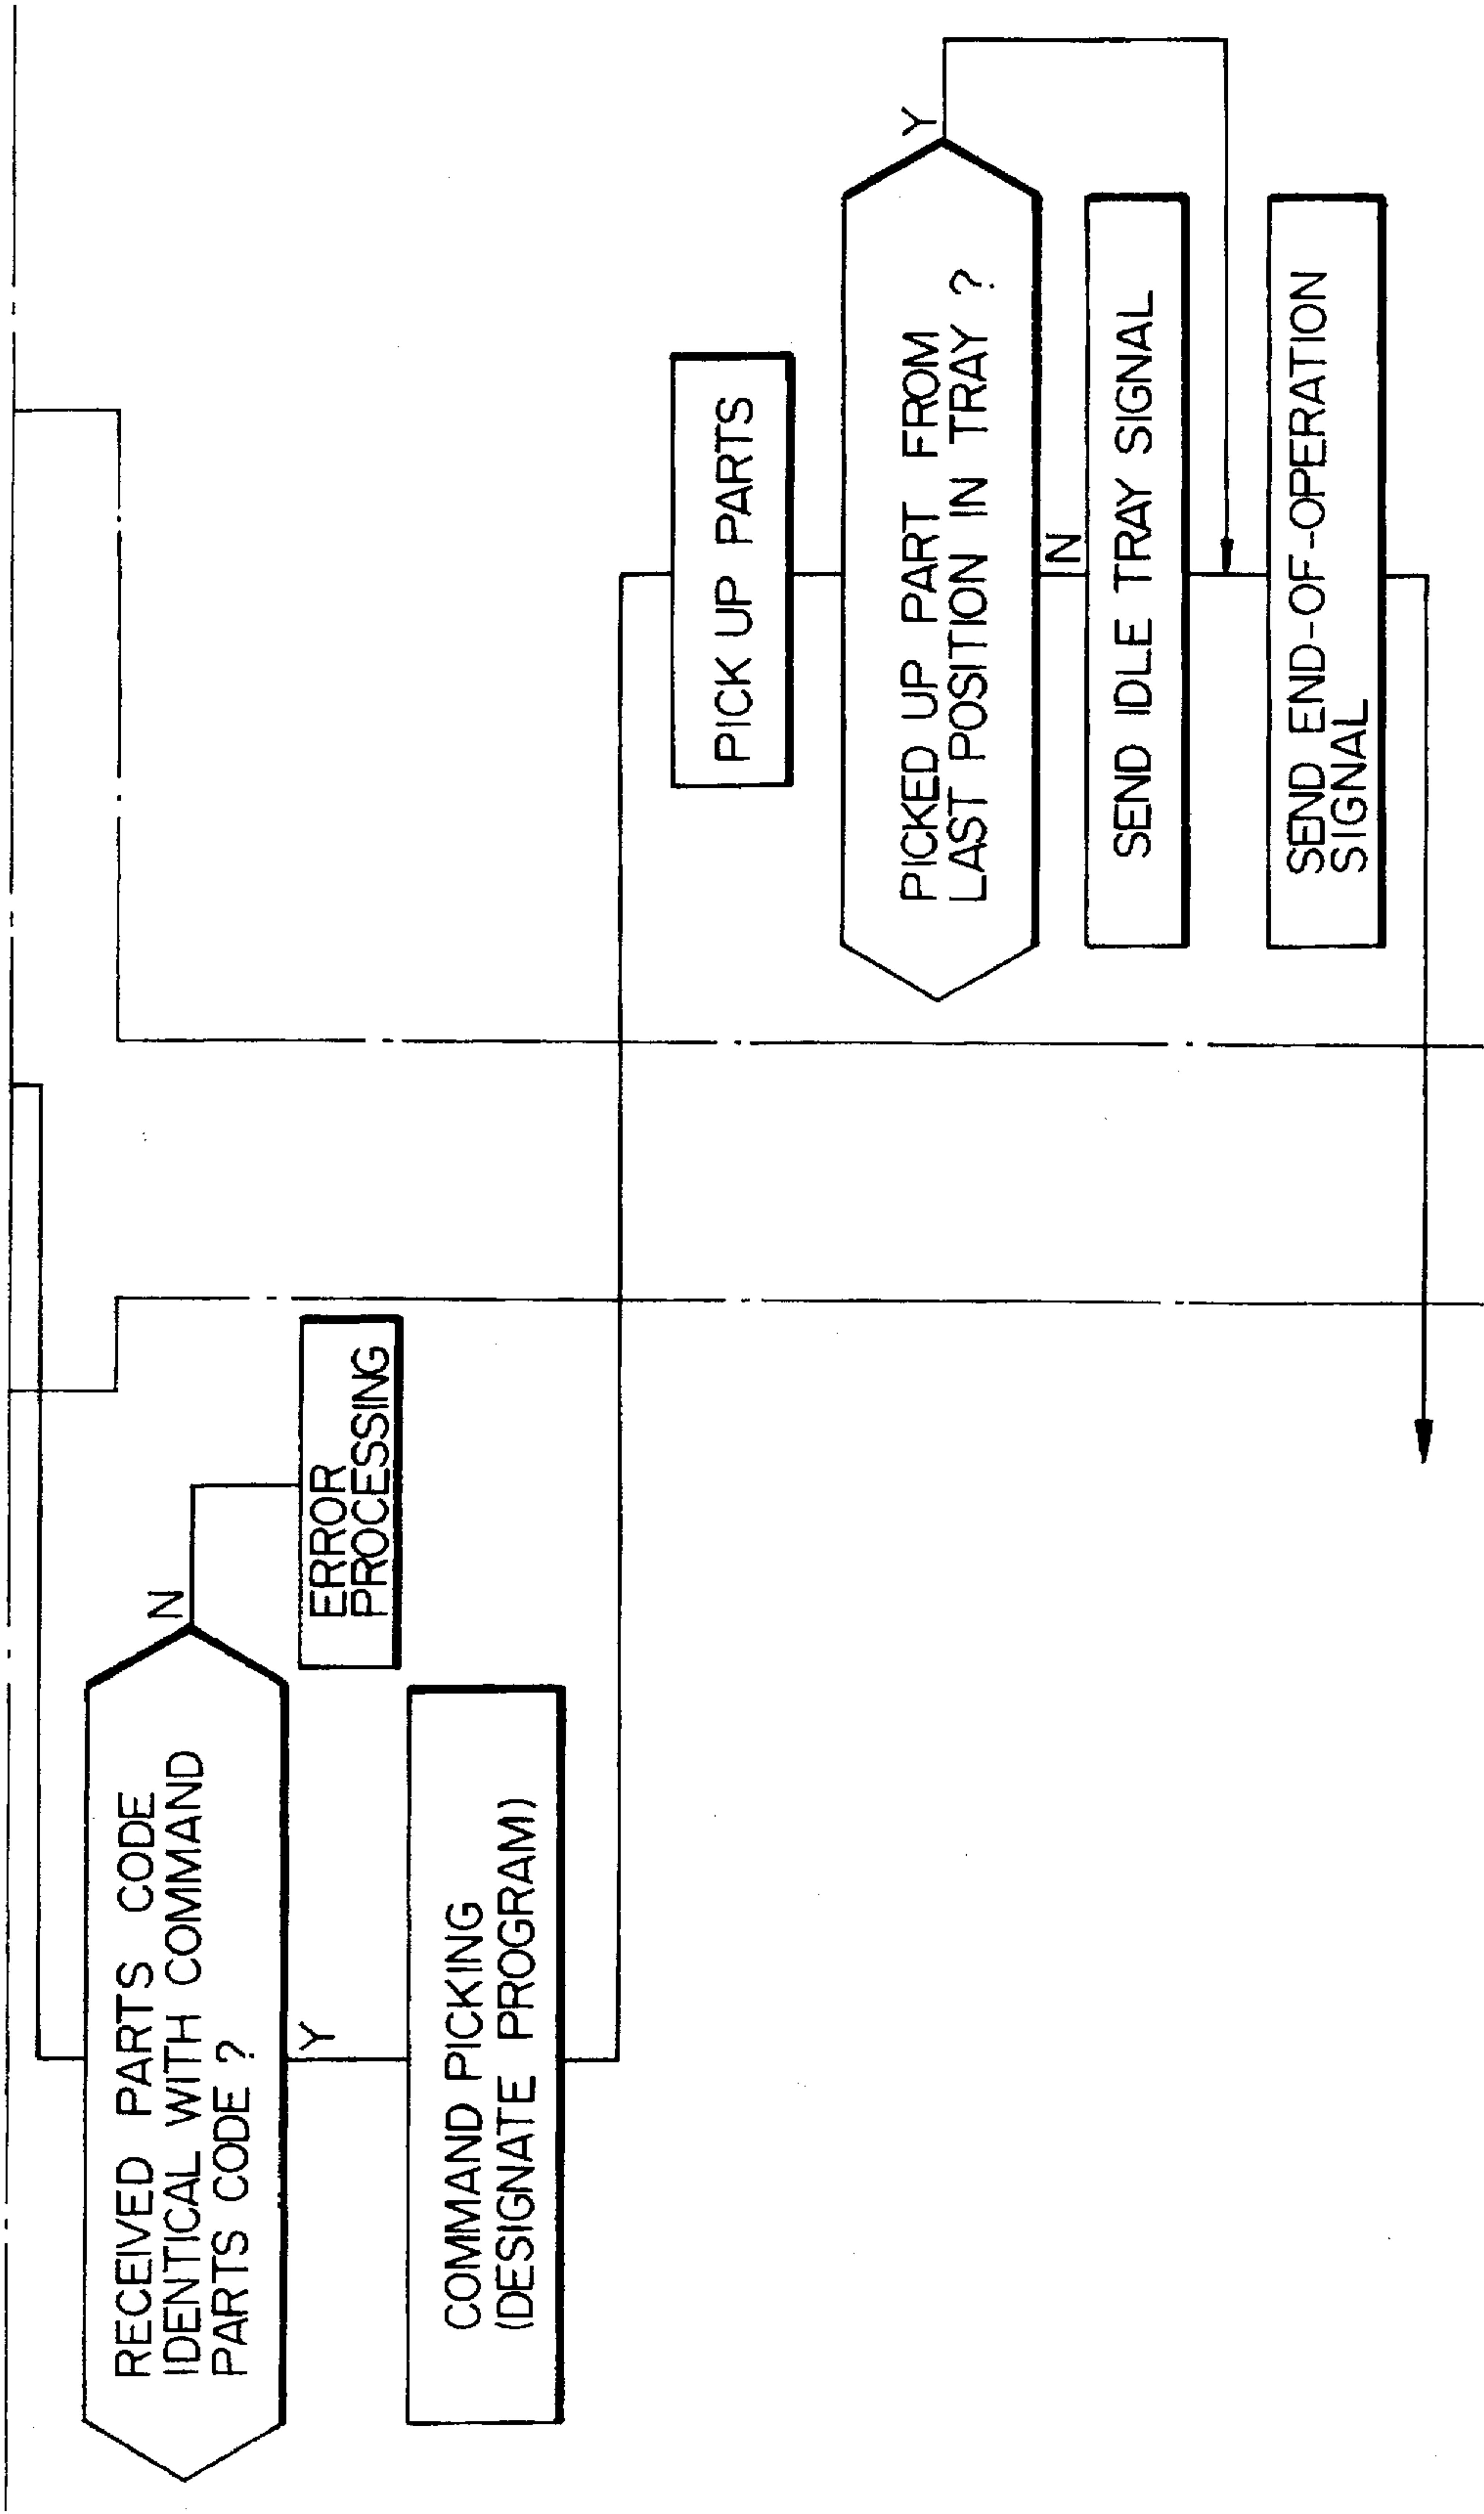 RECEIVED PARTS CODE
IDENTICAL WITH COMMAND
PARTS CODE ?
N
Y
ERROR
PROCESSING
COMMAND PICKING
(DESIGNATE PROGRAM)
PICK UP PARTS
PICKED UP PART FROM
LAST POSITION IN TRAY ?
Y
N
SEND IDLE TRAY SIGNAL
SEND END-OF-OPERATION
SIGNAL